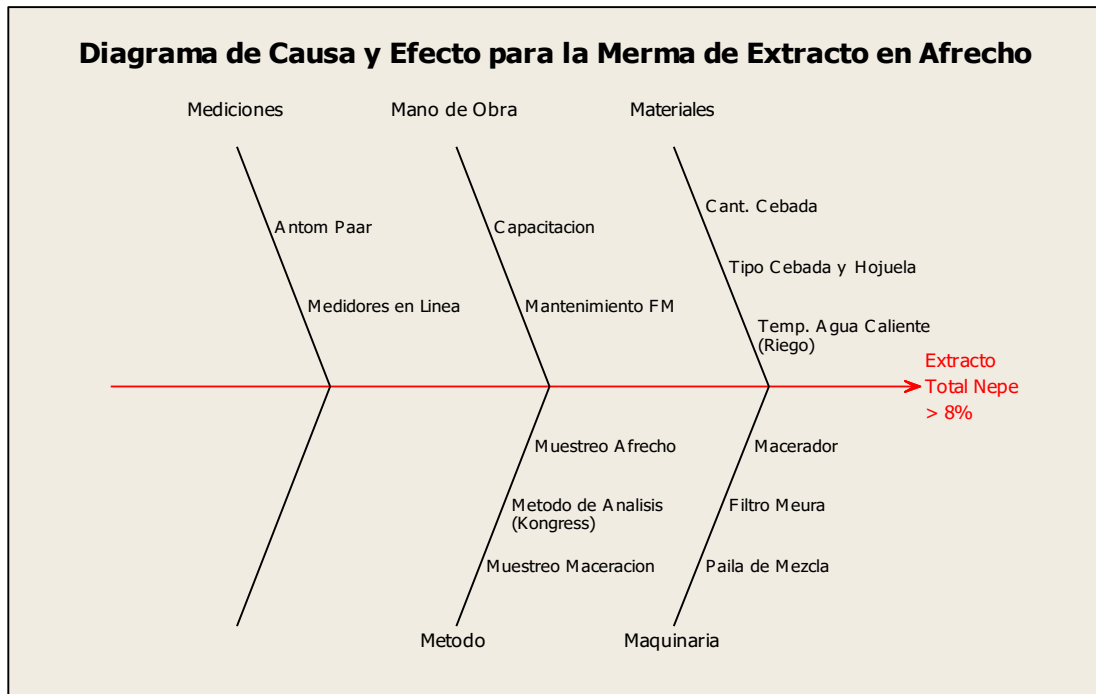 Diagrama de Causa y Efecto para la Merma de Extracto en Afrecho
Mediciones
Mano de Obra
Materiales
Cant. Cebada
Antom Paar
Capacitacion
Tipo Cebada y Hojuela
Medidores en Linea
Mantenimiento FM
Temp. Agua Caliente
(Riego)
Extracto
Total Nepe
> 8%
Muestreo Afrecho
Macerador
Metodo de Analisis
(Kongress)
Filtro Meura
Muestreo Maceracion
Paila de Mezcla
Metodo
Maquinaria